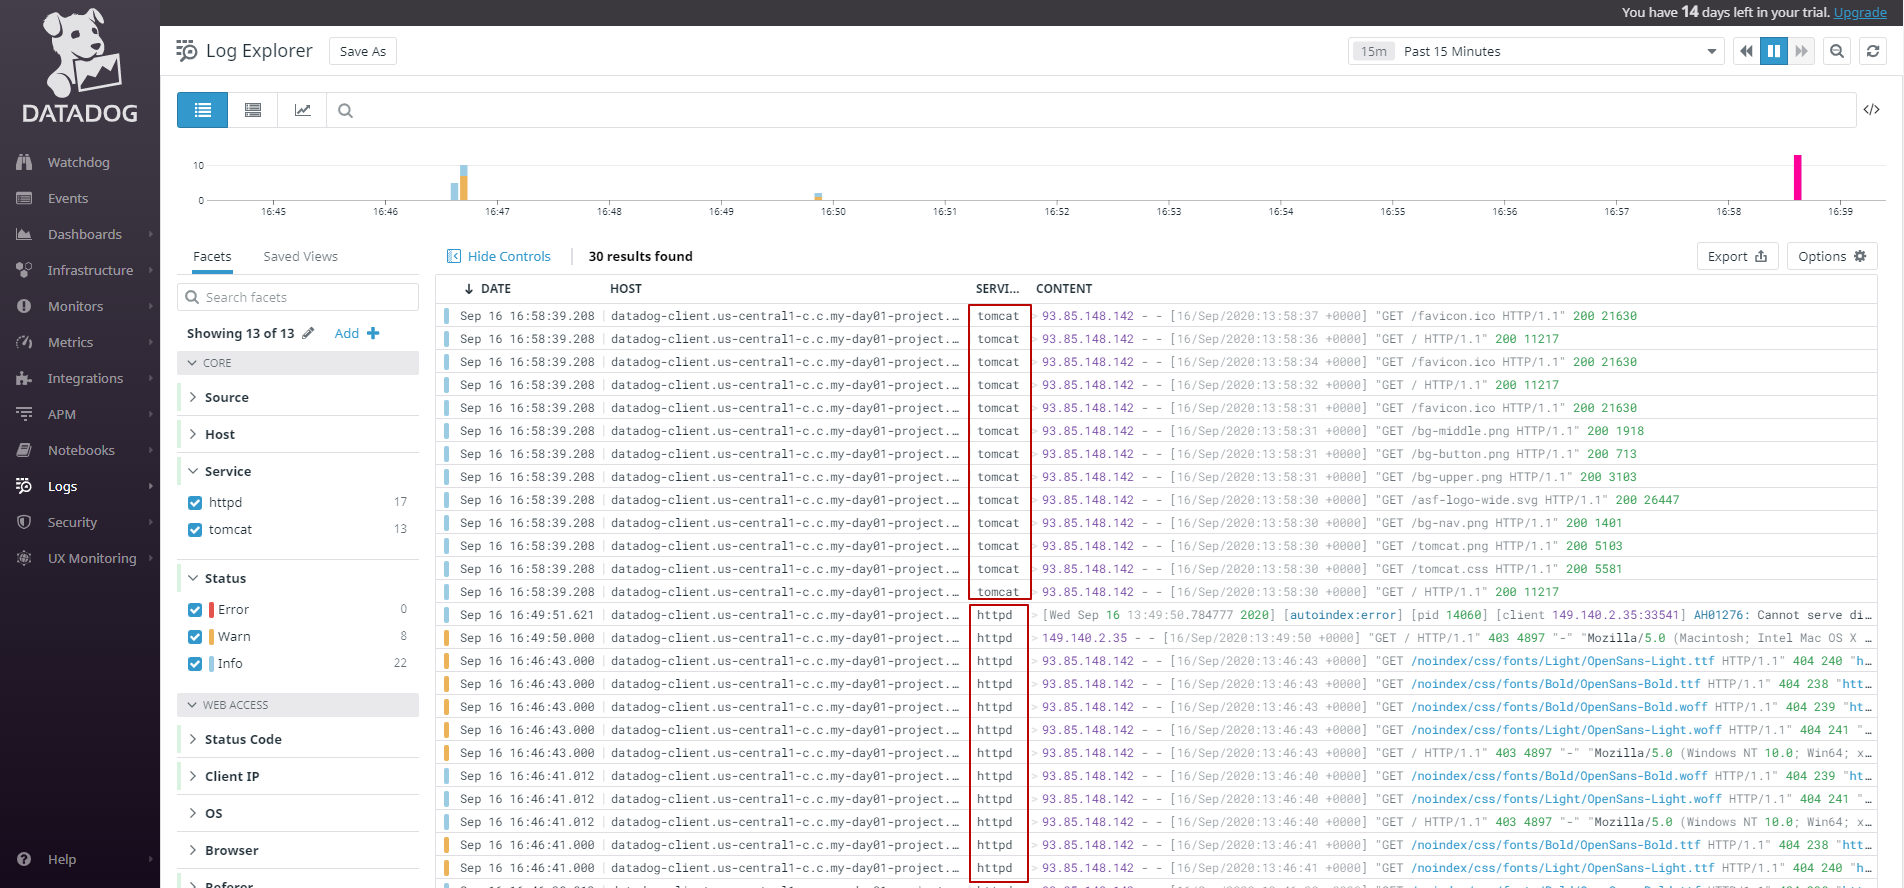 You have 14 days left in your trial. Upgrade
DATADOG
Watchdog
Events
Dashboards
Infrastructure
Monitors
Metrics
Integrations
APM
Notebooks
Logs
Security
UX Monitoring
Help
Log Explorer
Save As
15m Past 15 Minutes
10
0
16:45 16:46 16:47 16:48 16:49 16:50 16:51 16:52 16:53 16:54 16:55 16:56 16:57 16:58 16:59
Facets Saved Views
Search facets
Showing 13 of 13 Add
CORE
Source
Host
Service
httpd 17
tomcat 13
Status
Error 0
Warn 8
Info 22
WEB ACCESS
Status Code
Client IP
OS
Browser
Referer
Hide Controls 30 results found Export Options
DATE HOST SERVI... CONTENT
Sep 16 16:58:39.208 datadog-client.us-central1-c.c.my-day01-project.... tomcat 93.85.148.142 - - [16/Sep/2020:13:58:37 +0000] "GET /favicon.ico HTTP/1.1" 200 21630
Sep 16 16:58:39.208 datadog-client.us-central1-c.c.my-day01-project.... tomcat 93.85.148.142 - - [16/Sep/2020:13:58:36 +0000] "GET / HTTP/1.1" 200 11217
Sep 16 16:58:39.208 datadog-client.us-central1-c.c.my-day01-project.... tomcat 93.85.148.142 - - [16/Sep/2020:13:58:34 +0000] "GET /favicon.ico HTTP/1.1" 200 21630
Sep 16 16:58:39.208 datadog-client.us-central1-c.c.my-day01-project.... tomcat 93.85.148.142 - - [16/Sep/2020:13:58:32 +0000] "GET / HTTP/1.1" 200 11217
Sep 16 16:58:39.208 datadog-client.us-central1-c.c.my-day01-project.... tomcat 93.85.148.142 - - [16/Sep/2020:13:58:31 +0000] "GET /favicon.ico HTTP/1.1" 200 21630
Sep 16 16:58:39.208 datadog-client.us-central1-c.c.my-day01-project.... tomcat 93.85.148.142 - - [16/Sep/2020:13:58:31 +0000] "GET /bg-middle.png HTTP/1.1" 200 1918
Sep 16 16:58:39.208 datadog-client.us-central1-c.c.my-day01-project.... tomcat 93.85.148.142 - - [16/Sep/2020:13:58:31 +0000] "GET /bg-button.png HTTP/1.1" 200 713
Sep 16 16:58:39.208 datadog-client.us-central1-c.c.my-day01-project.... tomcat 93.85.148.142 - - [16/Sep/2020:13:58:31 +0000] "GET /bg-upper.png HTTP/1.1" 200 3103
Sep 16 16:58:39.208 datadog-client.us-central1-c.c.my-day01-project.... tomcat 93.85.148.142 - - [16/Sep/2020:13:58:30 +0000] "GET /asf-logo-wide.svg HTTP/1.1" 200 26447
Sep 16 16:58:39.208 datadog-client.us-central1-c.c.my-day01-project.... tomcat 93.85.148.142 - - [16/Sep/2020:13:58:30 +0000] "GET /bg-nav.png HTTP/1.1" 200 1401
Sep 16 16:58:39.208 datadog-client.us-central1-c.c.my-day01-project.... tomcat 93.85.148.142 - - [16/Sep/2020:13:58:30 +0000] "GET /tomcat.png HTTP/1.1" 200 5103
Sep 16 16:58:39.208 datadog-client.us-central1-c.c.my-day01-project.... tomcat 93.85.148.142 - - [16/Sep/2020:13:58:30 +0000] "GET /tomcat.css HTTP/1.1" 200 5581
Sep 16 16:58:39.208 datadog-client.us-central1-c.c.my-day01-project.... tomcat 93.85.148.142 - - [16/Sep/2020:13:58:30 +0000] "GET / HTTP/1.1" 200 11217
Sep 16 16:49:51.621 datadog-client.us-central1-c.c.my-day01-project.... httpd [Wed Sep 16 13:49:50.784777 2020] [autoindex:error] [pid 14060] [client 149.140.2.35:33541] AH01276: Cannot serve di...
Sep 16 16:49:50.000 datadog-client.us-central1-c.c.my-day01-project.... httpd 149.140.2.35 - - [16/Sep/2020:13:49:50 +0000] "GET / HTTP/1.1" 403 4897 "-" "Mozilla/5.0 (Macintosh; Intel Mac OS X ...
Sep 16 16:46:43.000 datadog-client.us-central1-c.c.my-day01-project.... httpd 93.85.148.142 - - [16/Sep/2020:13:46:43 +0000] "GET /noindex/css/fonts/Light/OpenSans-Light.ttf HTTP/1.1" 404 240 "h...
Sep 16 16:46:43.000 datadog-client.us-central1-c.c.my-day01-project.... httpd 93.85.148.142 - - [16/Sep/2020:13:46:43 +0000] "GET /noindex/css/fonts/Bold/OpenSans-Bold.ttf HTTP/1.1" 404 238 "htt...
Sep 16 16:46:43.000 datadog-client.us-central1-c.c.my-day01-project.... httpd 93.85.148.142 - - [16/Sep/2020:13:46:43 +0000] "GET /noindex/css/fonts/Bold/OpenSans-Bold.woff HTTP/1.1" 404 239 "ht...
Sep 16 16:46:43.000 datadog-client.us-central1-c.c.my-day01-project.... httpd 93.85.148.142 - - [16/Sep/2020:13:46:43 +0000] "GET /noindex/css/fonts/Light/OpenSans-Light.woff HTTP/1.1" 404 241 "...
Sep 16 16:46:43.000 datadog-client.us-central1-c.c.my-day01-project.... httpd 93.85.148.142 - - [16/Sep/2020:13:46:43 +0000] "GET / HTTP/1.1" 403 4897 "-" "Mozilla/5.0 (Windows NT 10.0; Win64; x...
Sep 16 16:46:41.012 datadog-client.us-central1-c.c.my-day01-project.... httpd 93.85.148.142 - - [16/Sep/2020:13:46:40 +0000] "GET /noindex/css/fonts/Bold/OpenSans-Bold.woff HTTP/1.1" 404 239 "ht...
Sep 16 16:46:41.012 datadog-client.us-central1-c.c.my-day01-project.... httpd 93.85.148.142 - - [16/Sep/2020:13:46:40 +0000] "GET /noindex/css/fonts/Light/OpenSans-Light.woff HTTP/1.1" 404 241 "...
Sep 16 16:46:41.012 datadog-client.us-central1-c.c.my-day01-project.... httpd 93.85.148.142 - - [16/Sep/2020:13:46:40 +0000] "GET / HTTP/1.1" 403 4897 "-" "Mozilla/5.0 (Windows NT 10.0; Win64; x...
Sep 16 16:46:41.000 datadog-client.us-central1-c.c.my-day01-project.... httpd 93.85.148.142 - - [16/Sep/2020:13:46:41 +0000] "GET /noindex/css/fonts/Bold/OpenSans-Bold.ttf HTTP/1.1" 404 238 "htt...
Sep 16 16:46:41.000 datadog-client.us-central1-c.c.my-day01-project.... httpd 93.85.148.142 - - [16/Sep/2020:13:46:41 +0000] "GET /noindex/css/fonts/Light/OpenSans-Light.ttf HTTP/1.1" 404 240 "h...